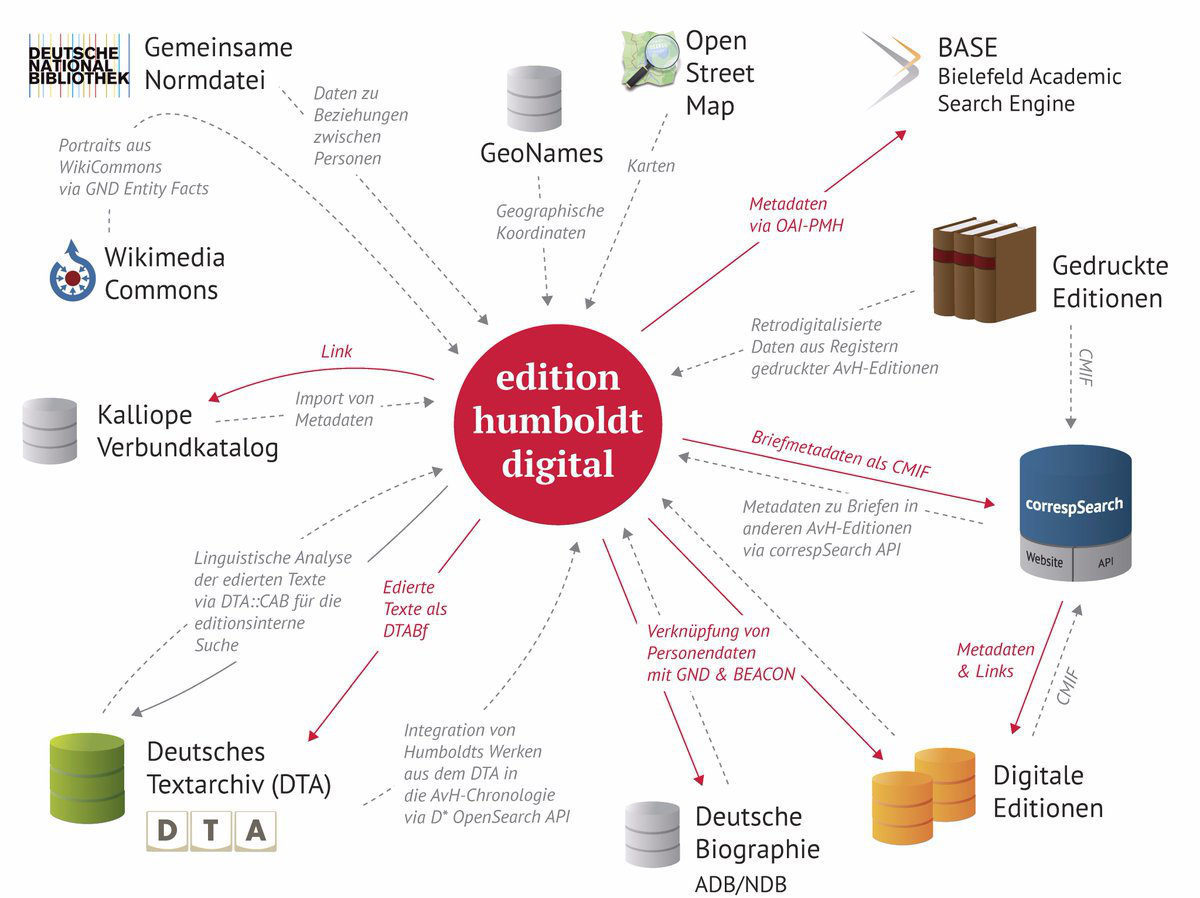 DEUTSCHE
NATIONAL
BIBLIOTHEK
Gemeinsame
Normdatei
Daten zu
Beziehungen
zwischen
Personen
Portraits aus
WikiCommons
via GND Entity Facts
Wikimedia
Commons
GeoNames
Geographische
Koordinaten
Open
Street
Map
Karten
BASE
Bielefeld Academic
Search Engine
Metadaten
via OAI-PMH
Gedruckte
Editionen
Retrodigitalisierte
Daten aus Registern
gedruckter AvH-Editionen
CMIF
Link
Import von
Metadaten
Kalliope
Verbundkatalog
edition
humboldt
digital
Briefmetadaten als CMIF
Metadaten zu Briefen in
anderen AvH-Editionen
via correspSearch API
correspSearch
Website
API
Linguistische Analyse
der edierten Texte
via DTA::CAB für die
editionsinterne
Suche
Edierte
Texte als
DTABf
Verknüpfung von
Personendaten
mit GND & BEACON
Metadaten
& Links
CMIF
Deutsches
Textarchiv (DTA)
D T A
Integration von
Humboldts Werken
aus dem DTA in
die AvH-Chronologie
via D* OpenSearch API
Deutsche
Biographie
ADB/NDB
Digitale
Editionen